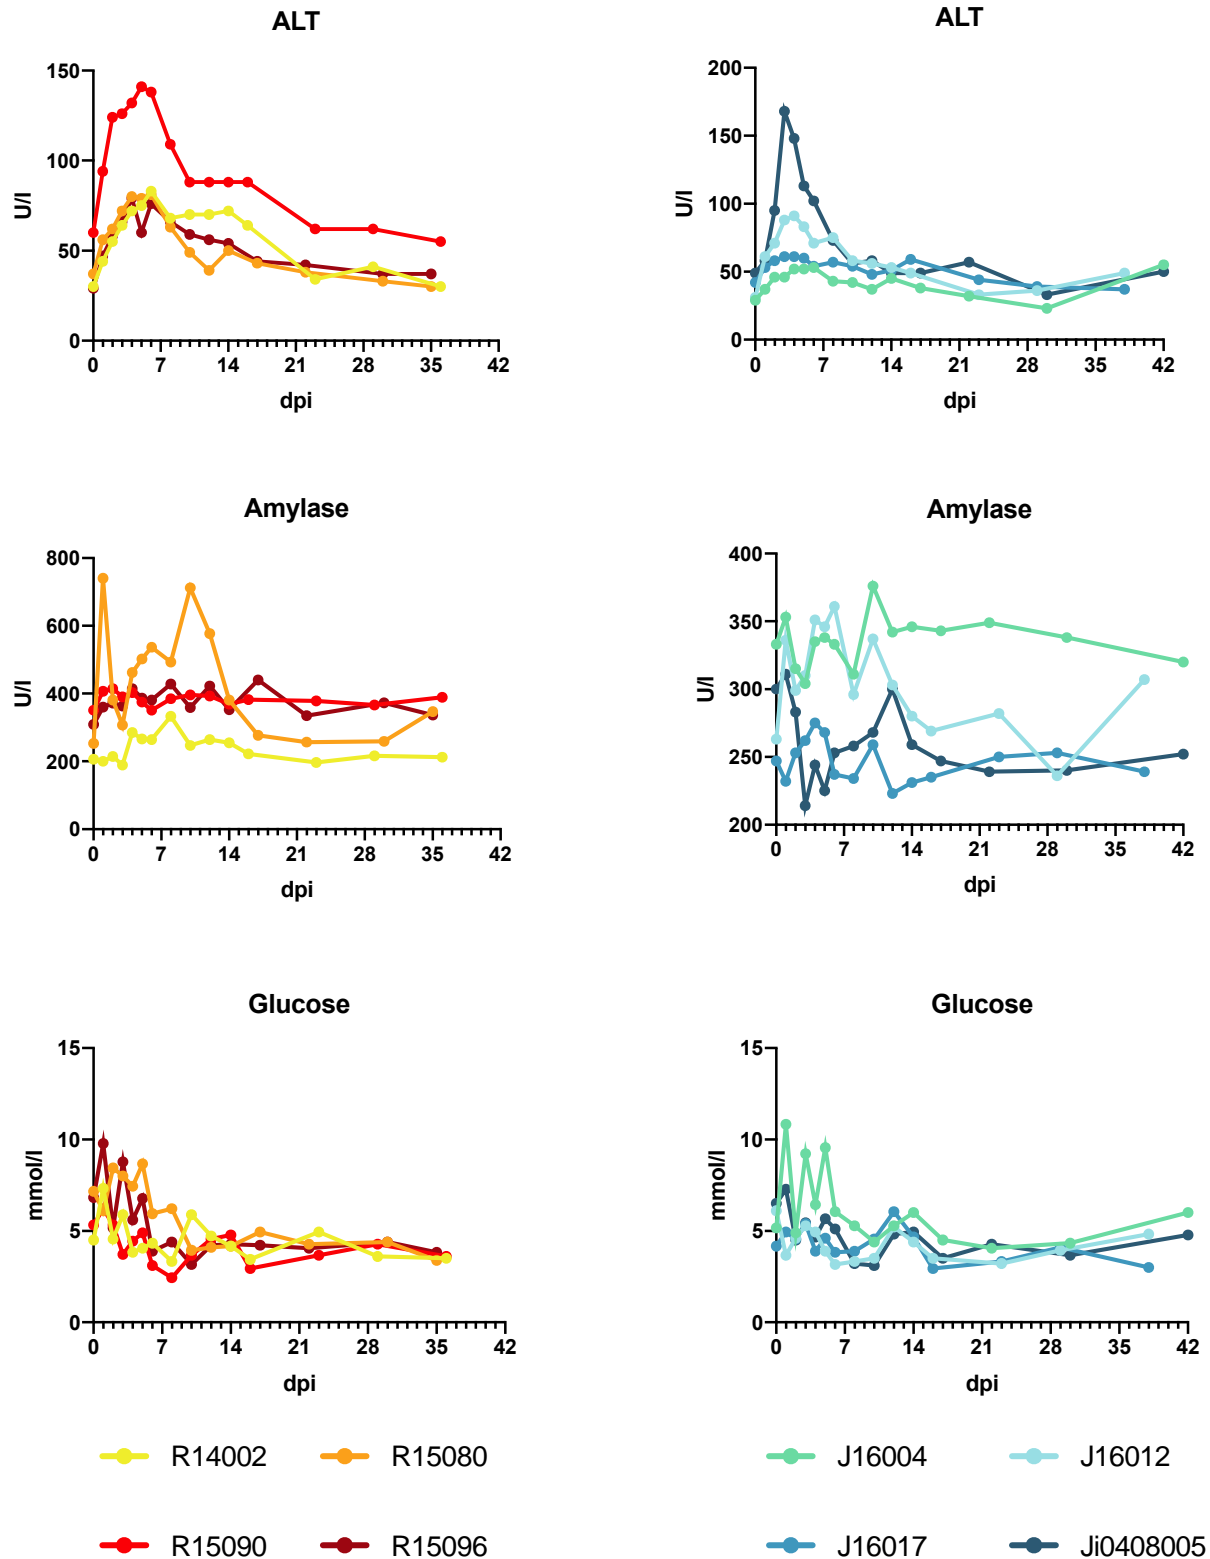 ALT
150
100
50
0
U/l
0 7 14 21 28 35 42
dpi
ALT
200
150
100
50
0
U/l
0 7 14 21 28 35 42
dpi
Amylase
800
600
400
200
0
U/l
0 7 14 21 28 35 42
dpi
Amylase
400
350
300
250
200
U/l
0 7 14 21 28 35 42
dpi
Glucose
15
10
5
0
mmol/l
0 7 14 21 28 35 42
dpi
Glucose
15
10
5
0
mmol/l
0 7 14 21 28 35 42
dpi
R14002 R15080
R15090 R15096
J16004 J16012
J16017 Ji0408005